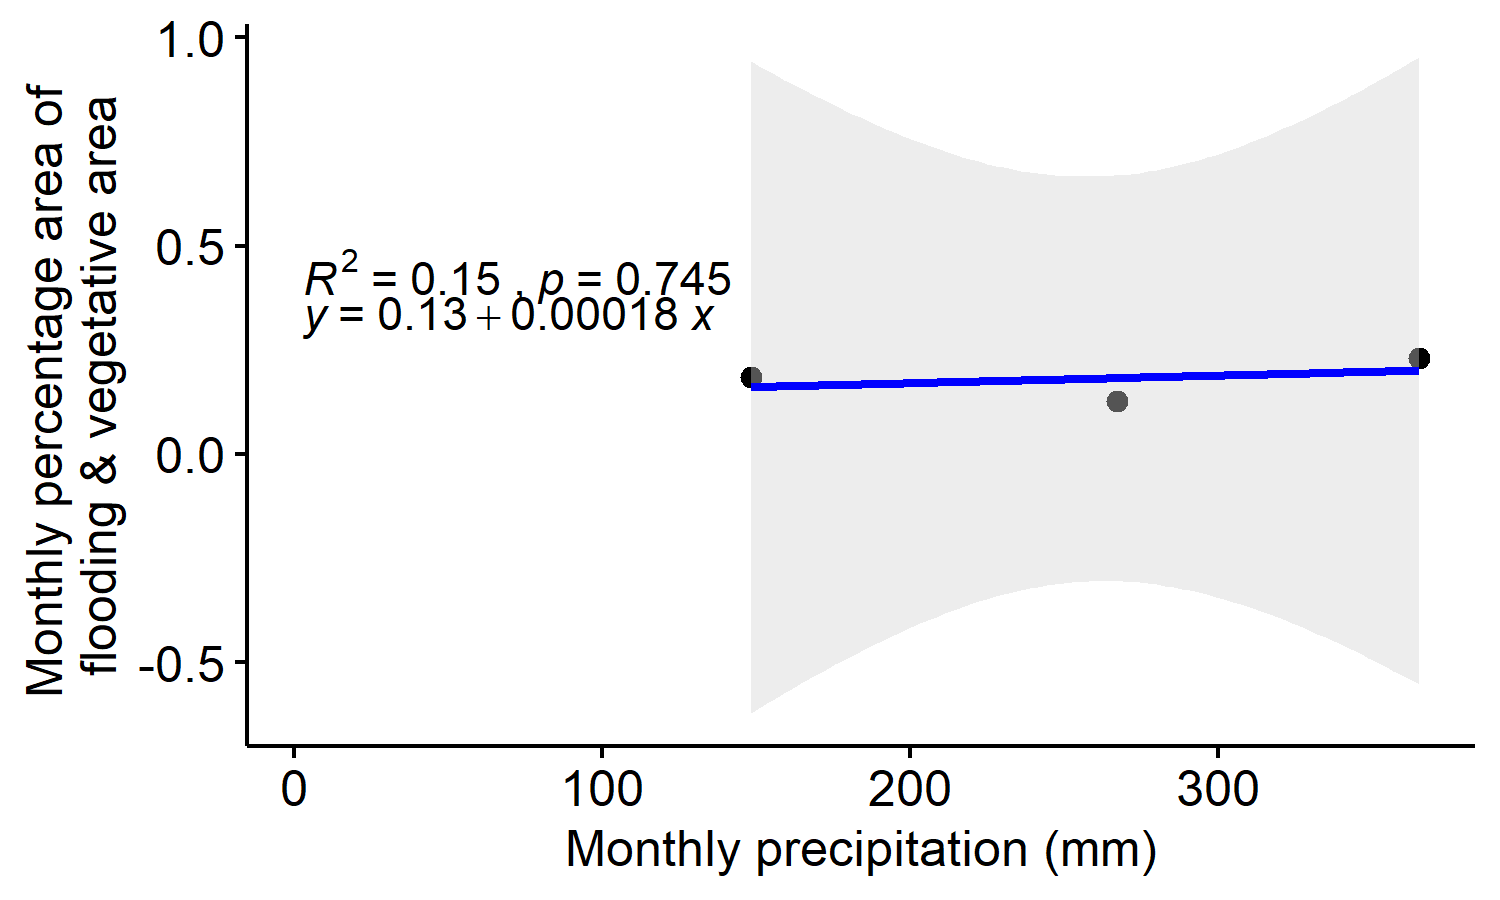 Monthly percentage area of
flooding & vegetative area
1.0
0.5
0.0
-0.5
R² = 0.15 , p = 0.745
y = 0.13 + 0.00018 x
0 100 200 300
Monthly precipitation (mm)